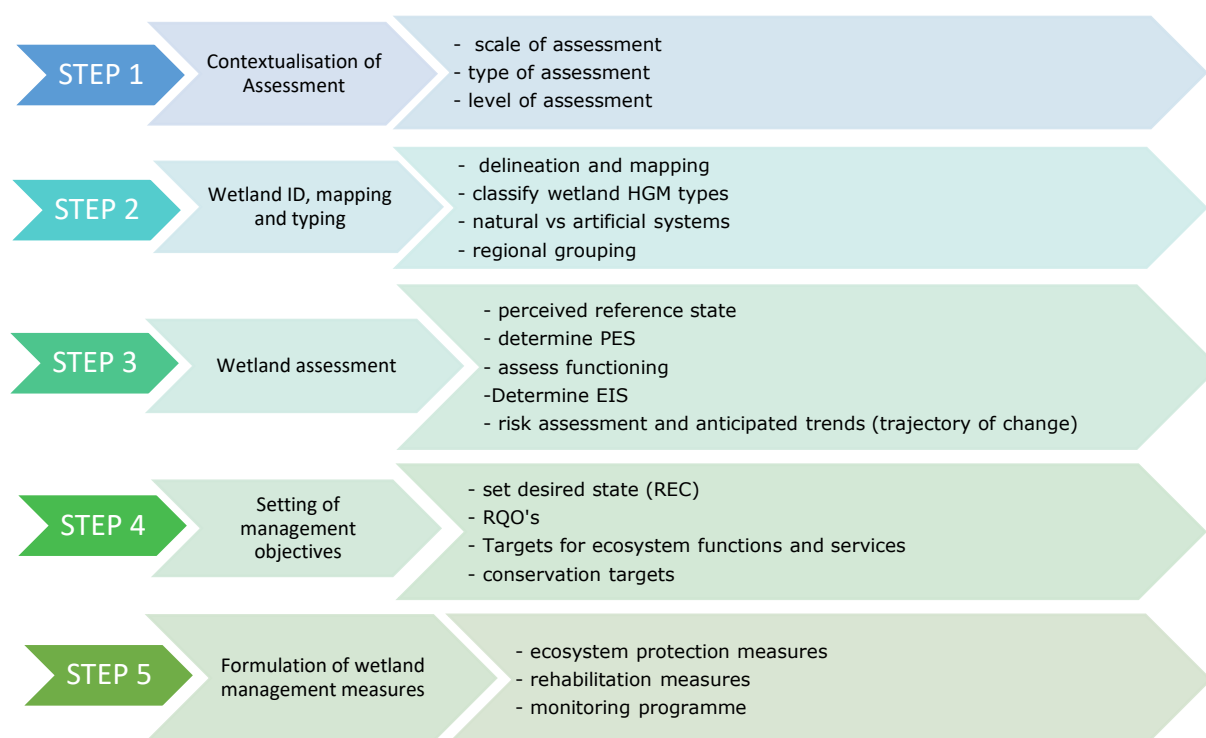 STEP 1
Contextualisation of
Assessment
- scale of assessment
- type of assessment
- level of assessment
STEP 2
Wetland ID, mapping
and typing
- delineation and mapping
- classify wetland HGM types
- natural vs artificial systems
- regional grouping
STEP 3
Wetland assessment
- perceived reference state
- determine PES
- assess functioning
-Determine EIS
- risk assessment and anticipated trends (trajectory of change)
STEP 4
Setting of
management
objectives
- set desired state (REC)
- RQO's
- Targets for ecosystem functions and services
- conservation targets
STEP 5
Formulation of wetland
management measures
- ecosystem protection measures
- rehabilitation measures
- monitoring programme